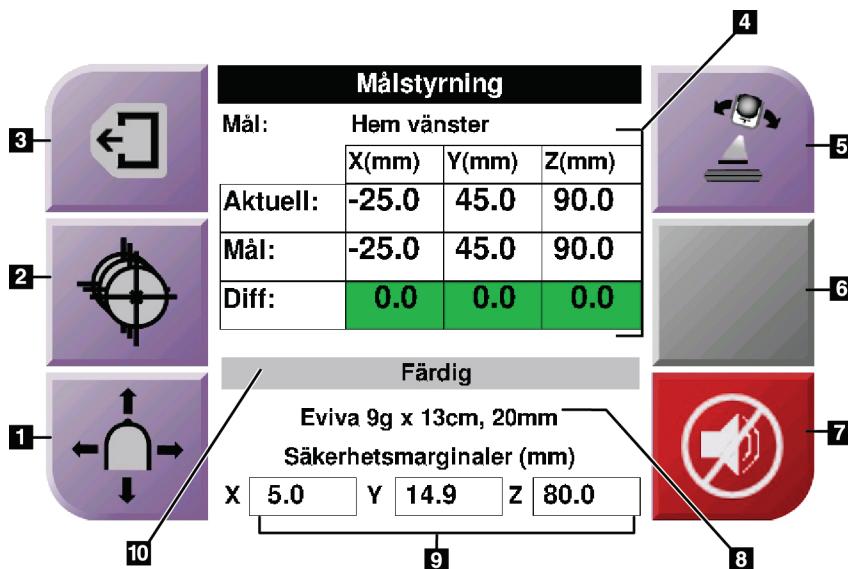 4
Målstyrning
Mål: Hem vänster
3
5
X(mm) Y(mm) Z(mm)
Aktuell: -25.0 45.0 90.0
Mål: -25.0 45.0 90.0
2
6
Diff: 0.0 0.0 0.0
Färdig
Eviva 9g x 13cm, 20mm
1
7
Säkerhetsmarginaler (mm)
X 5.0 Y 14.9 Z 80.0
10
9
8